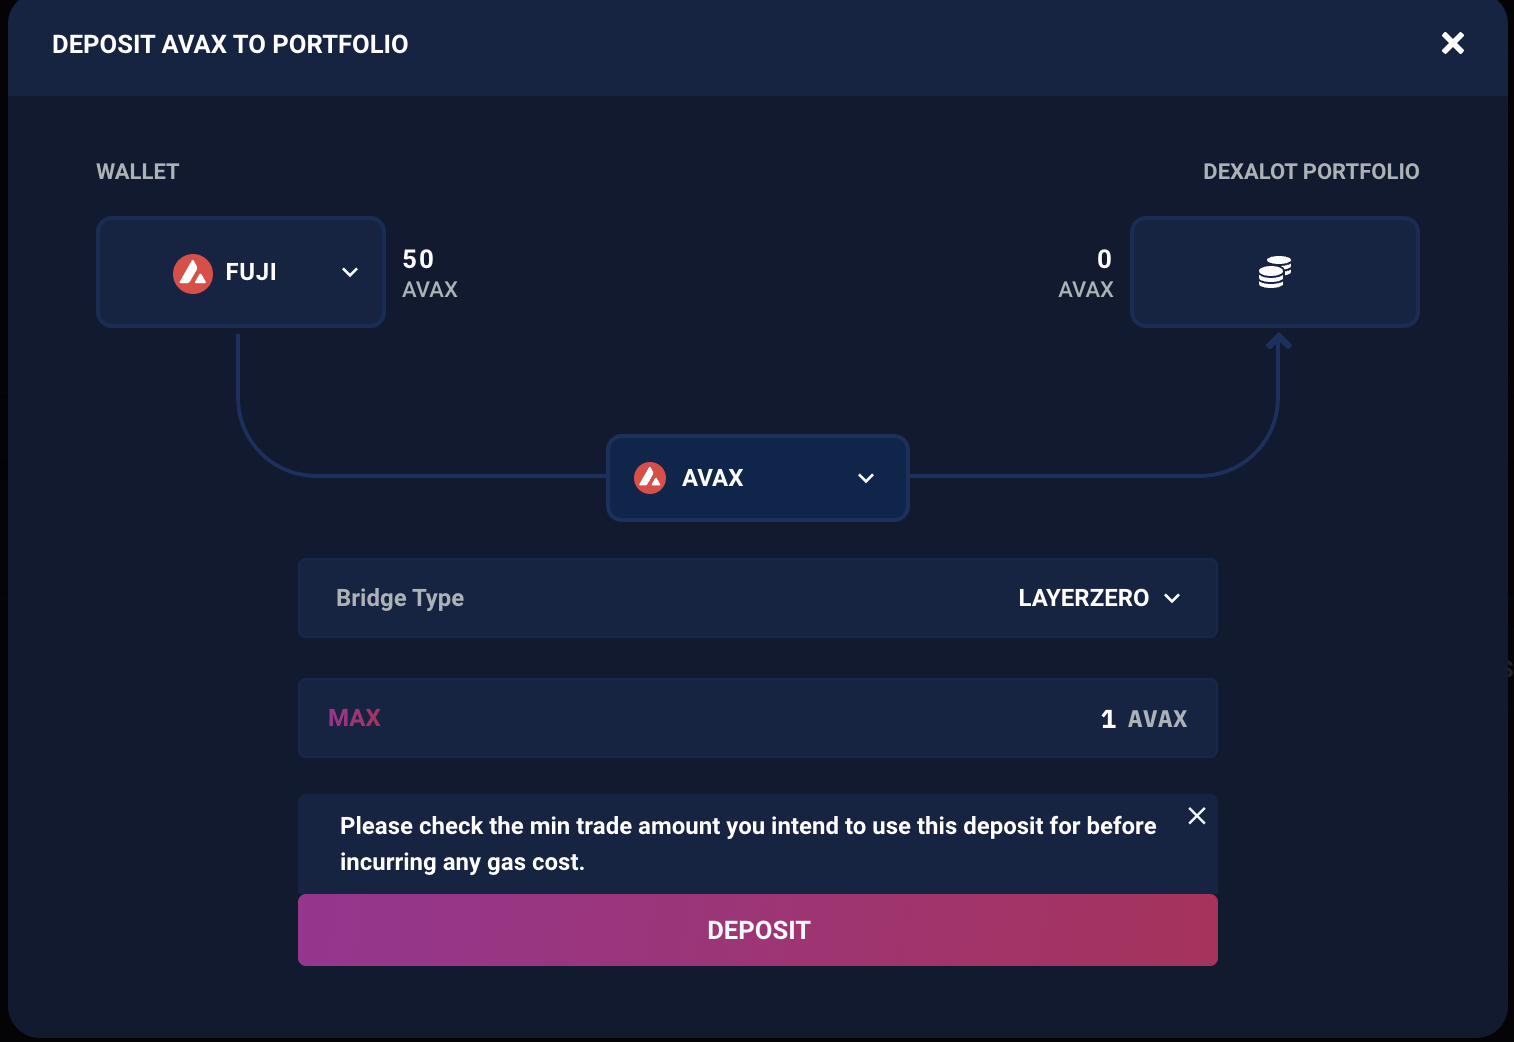 DEPOSIT AVAX TO PORTFOLIO
WALLET
DEXALOT PORTFOLIO
FUJI
50
AVAX
0
AVAX
AVAX
Bridge Type
LAYERZERO
MAX
1 AVAX
Please check the min trade amount you intend to use this deposit for before
incurring any gas cost.
DEPOSIT